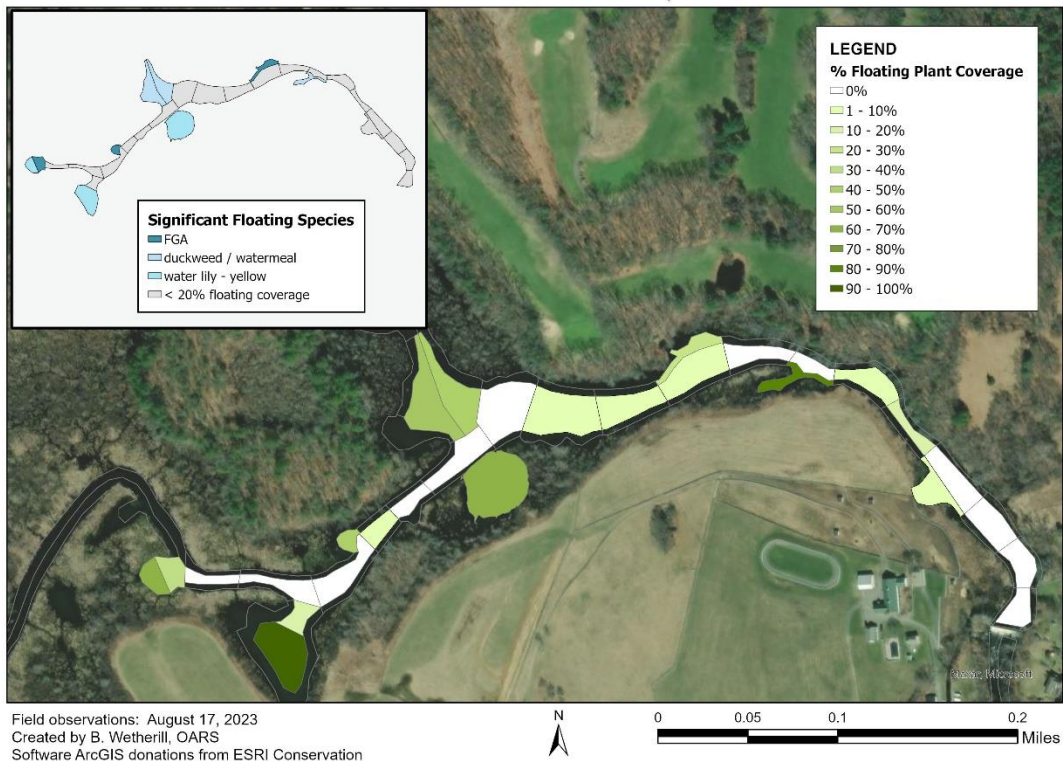 Significant Floating Species
FGA
duckweed / watermeal
water lily - yellow
< 20% floating coverage
LEGEND
% Floating Plant Coverage
0%
1 - 10%
10 - 20%
20 - 30%
30 - 40%
40 - 50%
50 - 60%
60 - 70%
70 - 80%
80 - 90%
90 - 100%
Maxar, Microsoft
Field observations: August 17, 2023
Created by B. Wetherill, OARS
Software ArcGIS donations from ESRI Conservation
N
0 0.05 0.1 0.2
Miles